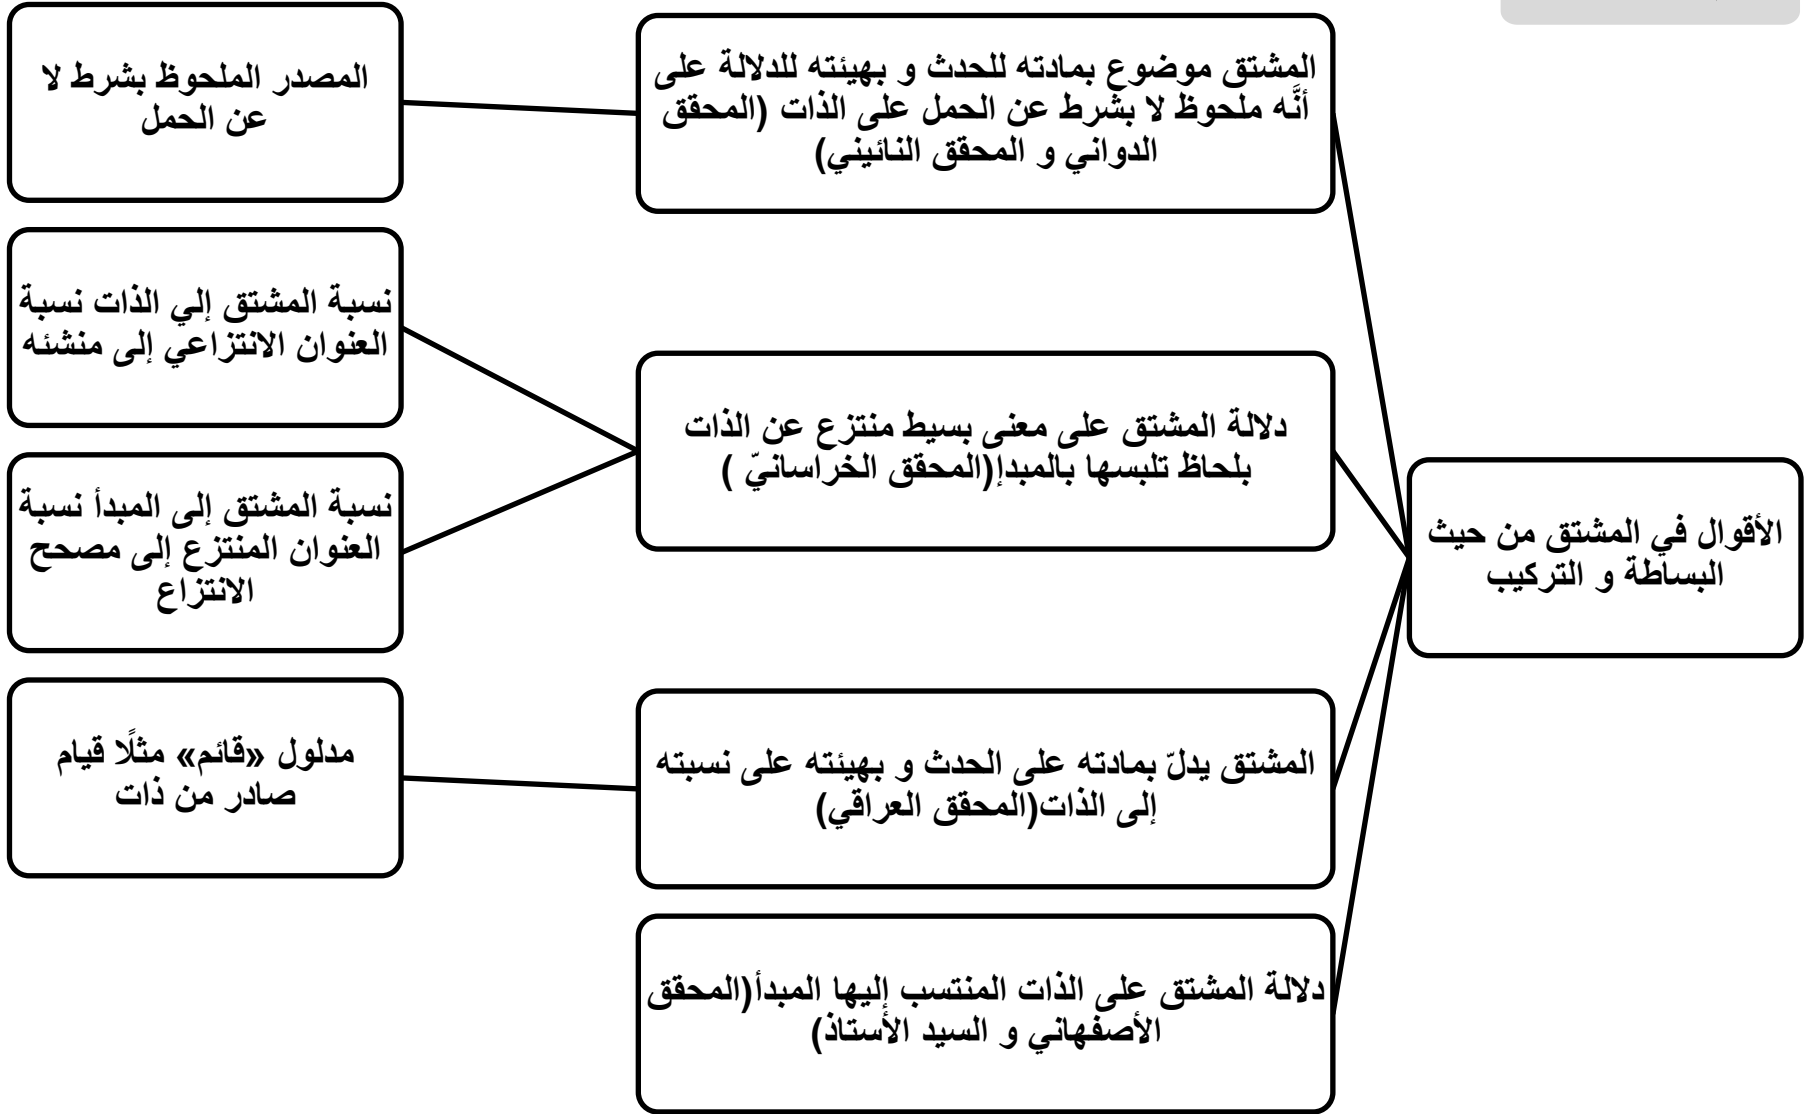 الأقوال في المشتق من حيث
البساطة و التركيب
المشتق موضوع بمادته للحدث و بهيئته للدلالة على
أنَّه ملحوظ لا بشرط عن الحمل على الذات (المحقق
الدواني و المحقق النائيني)
المصدر الملحوظ بشرط لا
عن الحمل
دلالة المشتق على معنى بسيط منتزع عن الذات
بلحاظ تلبسها بالمبدإ(المحقق الخراسانيّ )
نسبة المشتق إلي الذات نسبة
العنوان الانتزاعي إلى منشئه
نسبة المشتق إلى المبدأ نسبة
العنوان المنتزع إلى مصحح
الانتزاع
المشتق يدلّ بمادته على الحدث و بهيئته على نسبته
إلى الذات(المحقق العراقي)
مدلول «قائم» مثلًا قيام
صادر من ذات
دلالة المشتق على الذات المنتسب إليها المبدأ(المحقق
الأصفهاني و السيد الأستاذ)